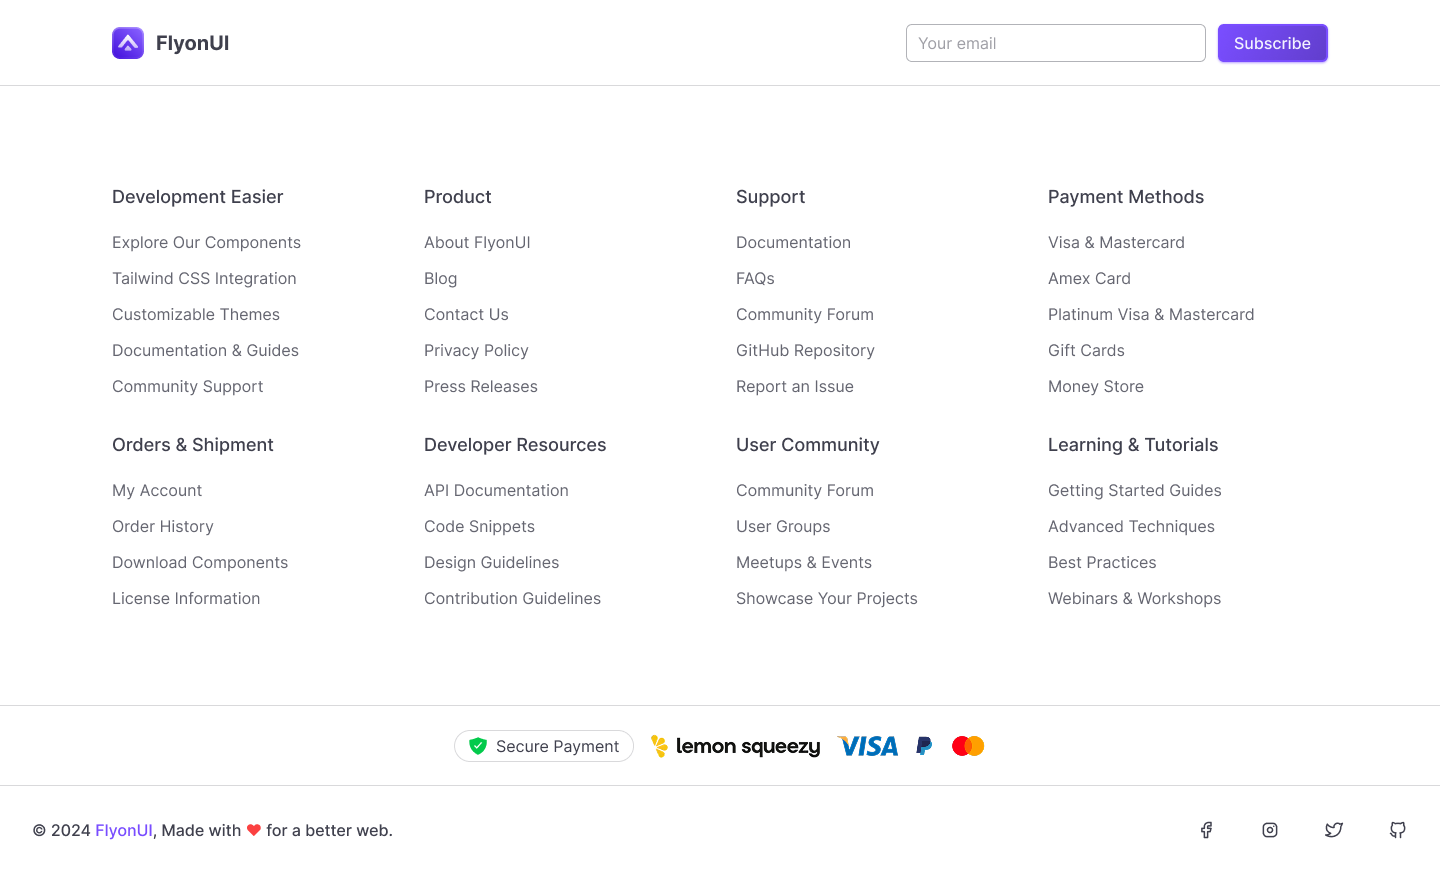 FlyonUI
Your email
Subscribe
Development Easier
Explore Our Components
Tailwind CSS Integration
Customizable Themes
Documentation & Guides
Community Support
Product
About FlyonUI
Blog
Contact Us
Privacy Policy
Press Releases
Support
Documentation
FAQs
Community Forum
GitHub Repository
Report an Issue
Payment Methods
Visa & Mastercard
Amex Card
Platinum Visa & Mastercard
Gift Cards
Money Store
Orders & Shipment
My Account
Order History
Download Components
License Information
Developer Resources
API Documentation
Code Snippets
Design Guidelines
Contribution Guidelines
User Community
Community Forum
User Groups
Meetups & Events
Showcase Your Projects
Learning & Tutorials
Getting Started Guides
Advanced Techniques
Best Practices
Webinars & Workshops
Secure Payment
lemon squeezy
VISA
© 2024 FlyonUI, Made with ❤ for a better web.